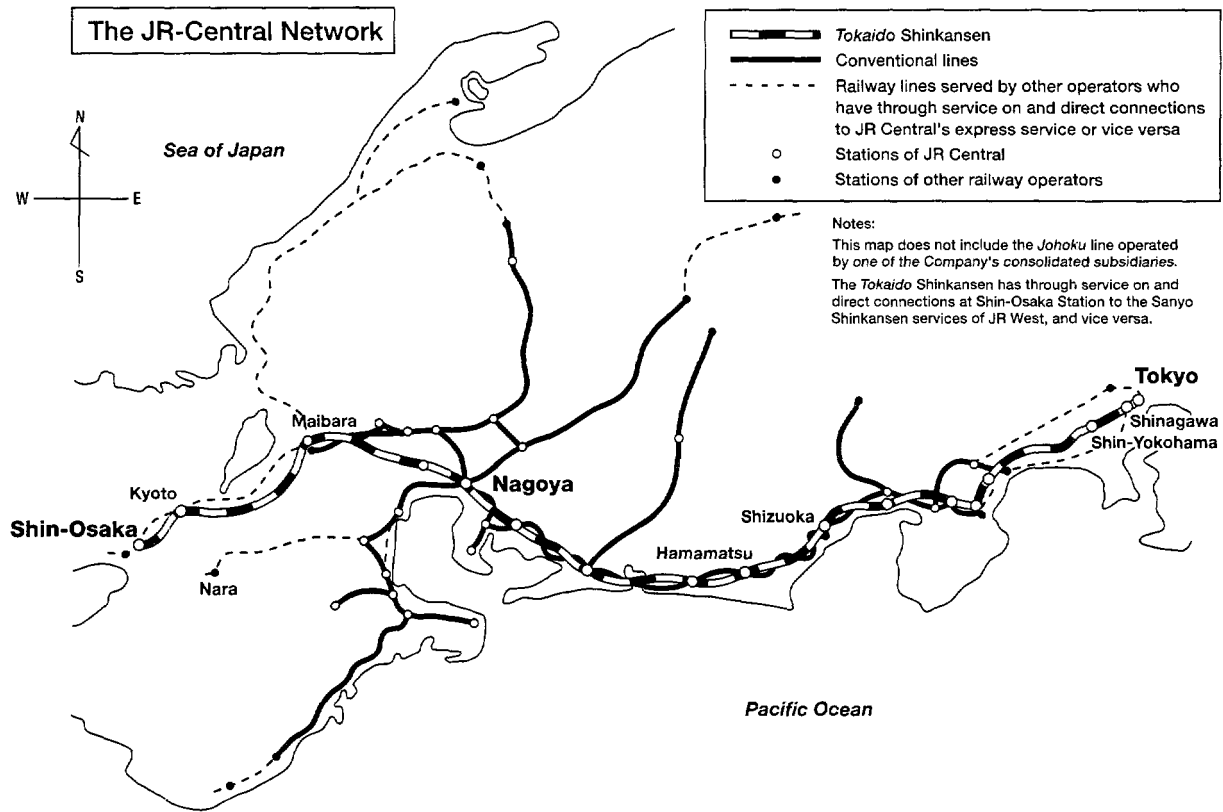 The JR-Central Network
Tokaido Shinkansen
Conventional lines
Railway lines served by other operators who
have through service on and direct connections
to JR Central's express service or vice versa
Stations of JR Central
Stations of other railway operators
Notes:
This map does not include the Johoku line operated
by one of the Company's consolidated subsidiaries.
The Tokaido Shinkansen has through service on and
direct connections at Shin-Osaka Station to the Sanyo
Shinkansen services of JR West, and vice versa.
N
W
E
S
Sea of Japan
Tokyo
Shinagawa
Shin-Yokohama
Maibara
Nagoya
Kyoto
Shin-Osaka
Shizuoka
Hamamatsu
Nara
Pacific Ocean